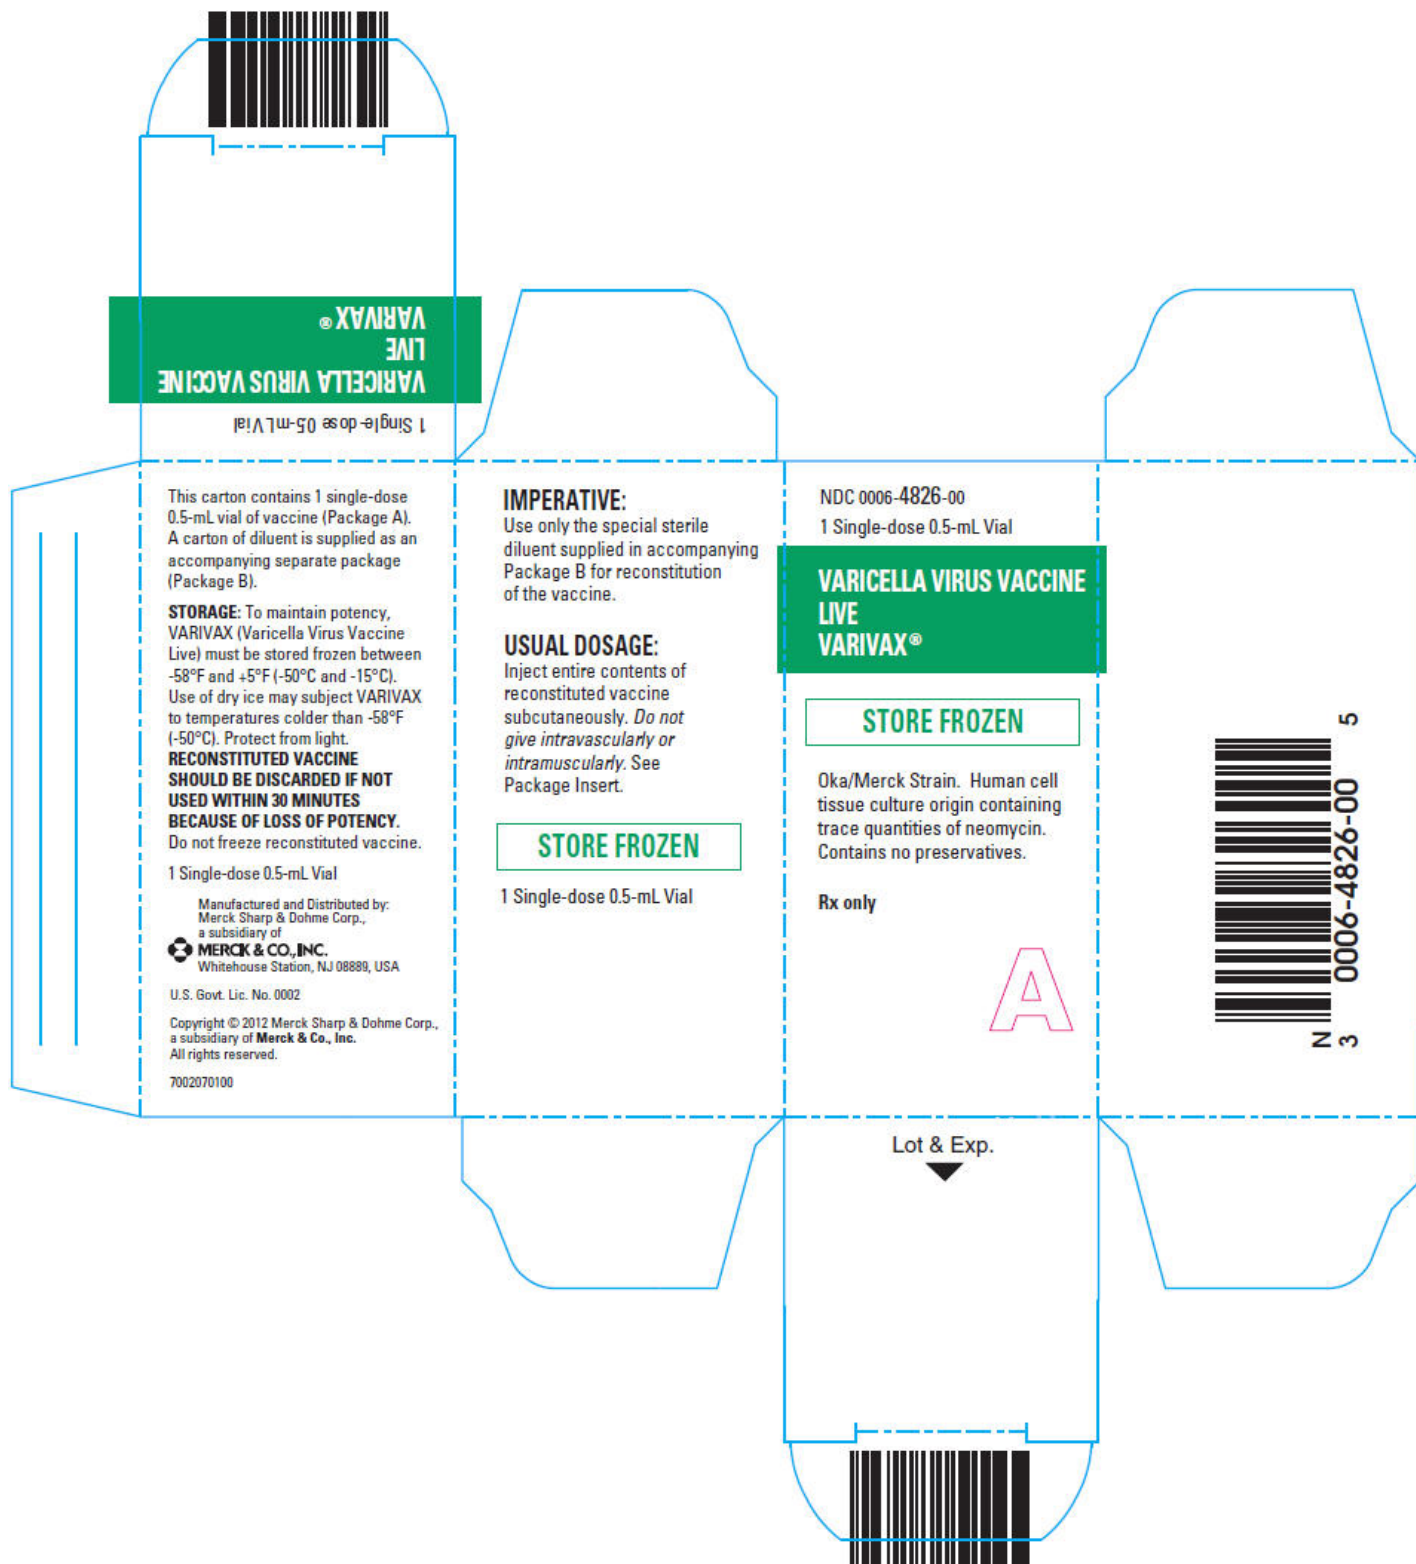 VARICELLA VIRUS VACCINE
LIVE
VARIVAX®
1 Single-dose 0.5-mL Vial
This carton contains 1 single-dose
0.5-mL vial of vaccine (Package A).
A carton of diluent is supplied as an
accompanying separate package
(Package B).
STORAGE: To maintain potency,
VARIVAX (Varicella Virus Vaccine
Live) must be stored frozen between
-58°F and +5°F (-50°C and -15°C).
Use of dry ice may subject VARIVAX
to temperatures colder than -58°F
(-50°C). Protect from light.
RECONSTITUTED VACCINE
SHOULD BE DISCARDED IF NOT
USED WITHIN 30 MINUTES
BECAUSE OF LOSS OF POTENCY.
Do not freeze reconstituted vaccine.
1 Single-dose 0.5-mL Vial
Manufactured and Distributed by:
Merck Sharp & Dohme Corp.,
a subsidiary of
MERCK & CO., INC.
Whitehouse Station, NJ 08889, USA
U.S. Govt. Lic. No. 0002
Copyright © 2012 Merck Sharp & Dohme Corp.,
a subsidiary of Merck & Co., Inc.
All rights reserved.
7002070100
IMPERATIVE:
Use only the special sterile
diluent supplied in accompanying
Package B for reconstitution
of the vaccine.
USUAL DOSAGE:
Inject entire contents of
reconstituted vaccine
subcutaneously. Do not
give intravascularly or
intramuscularly. See
Package Insert.
STORE FROZEN
1 Single-dose 0.5-mL Vial
NDC 0006-4826-00
1 Single-dose 0.5-mL Vial
VARICELLA VIRUS VACCINE
LIVE
VARIVAX®
STORE FROZEN
Oka/Merck Strain. Human cell
tissue culture origin containing
trace quantities of neomycin.
Contains no preservatives.
Rx only
A
Lot & Exp.
N
3 0006-4826-00 5